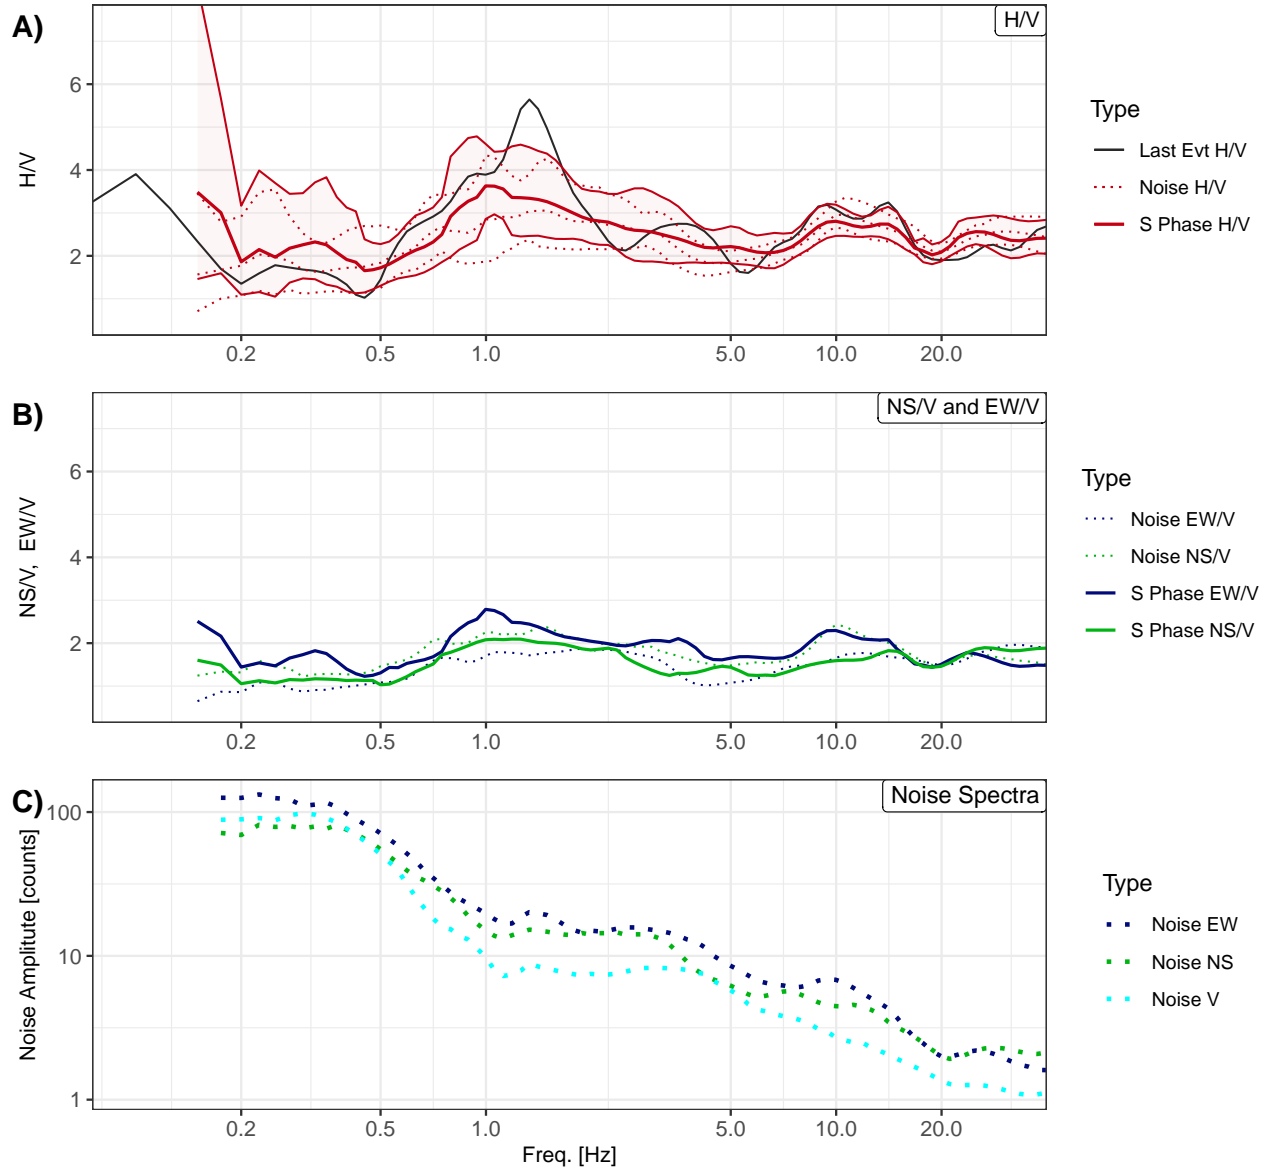 A)
H/V
6
4
2
H/V
0.2 0.5 1.0 5.0 10.0 20.0
Type
Last Evt H/V
Noise H/V
S Phase H/V
B)
NS/V and EW/V
6
4
2
NS/V, EW/V
0.2 0.5 1.0 5.0 10.0 20.0
Type
Noise EW/V
Noise NS/V
S Phase EW/V
S Phase NS/V
C)
Noise Spectra
100
10
1
Noise Amplitute [counts]
0.2 0.5 1.0 5.0 10.0 20.0
Freq. [Hz]
Type
Noise EW
Noise NS
Noise V